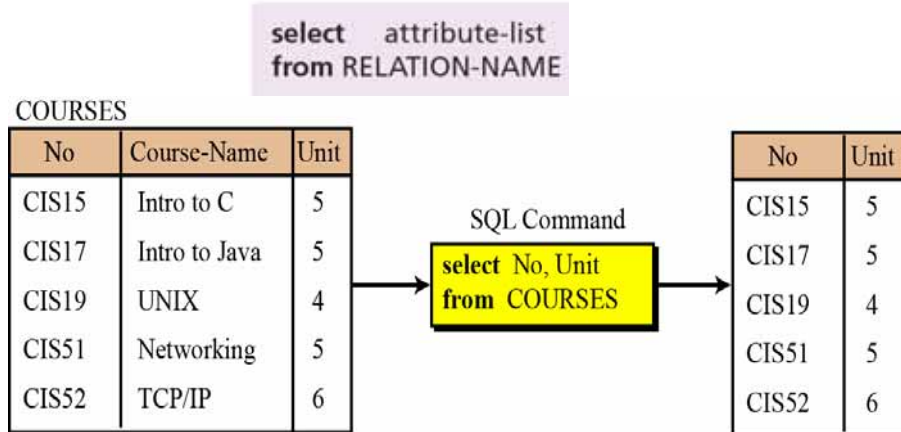 select attribute-list
from RELATION-NAME
COURSES
No Course-Name Unit
CIS15 Intro to C 5
CIS17 Intro to Java 5
CIS19 UNIX 4
CIS51 Networking 5
CIS52 TCP/IP 6
SQL Command
select No, Unit
from COURSES
No Unit
CIS15 5
CIS17 5
CIS19 4
CIS51 5
CIS52 6